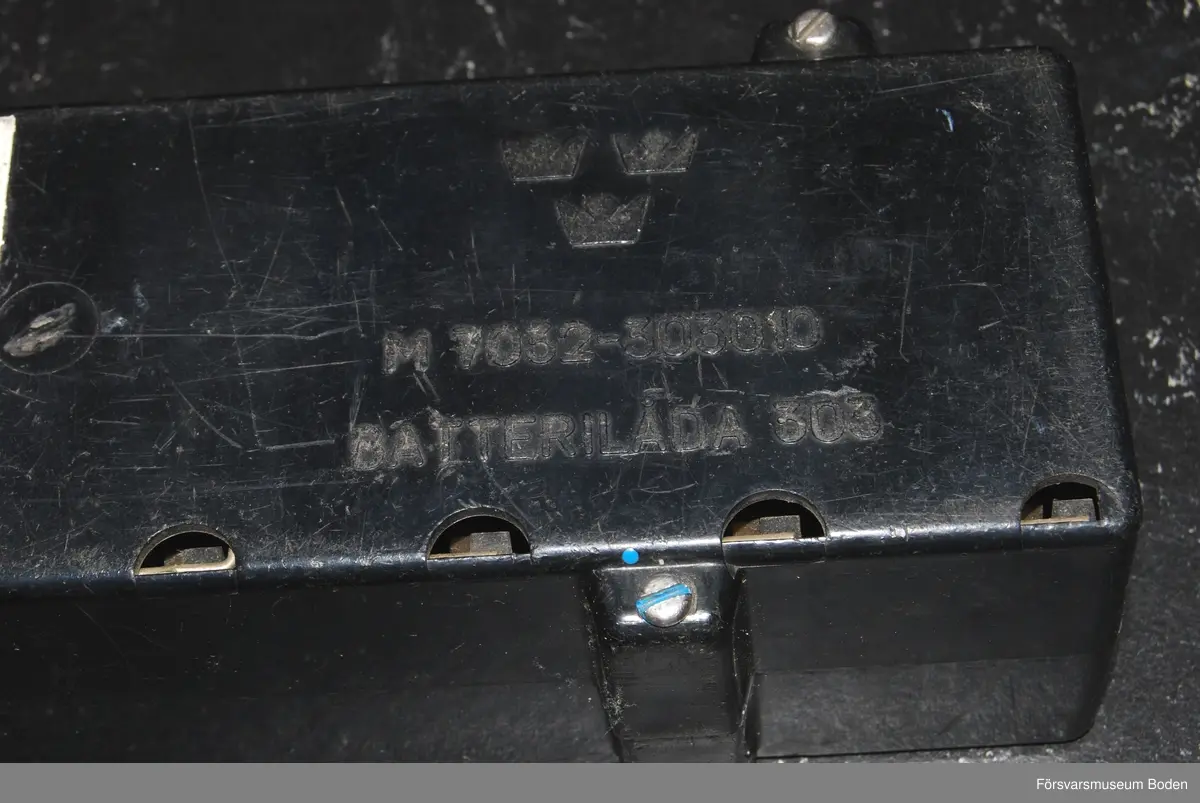 M 7032-303010
BATTERILÅDA 303
Försvarsmuseum Boden